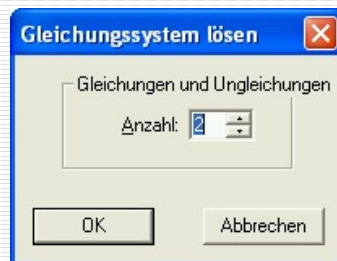 Gleichungssystem lösen
Gleichungen und Ungleichungen
Anzahl: 2
OK
Abbrechen